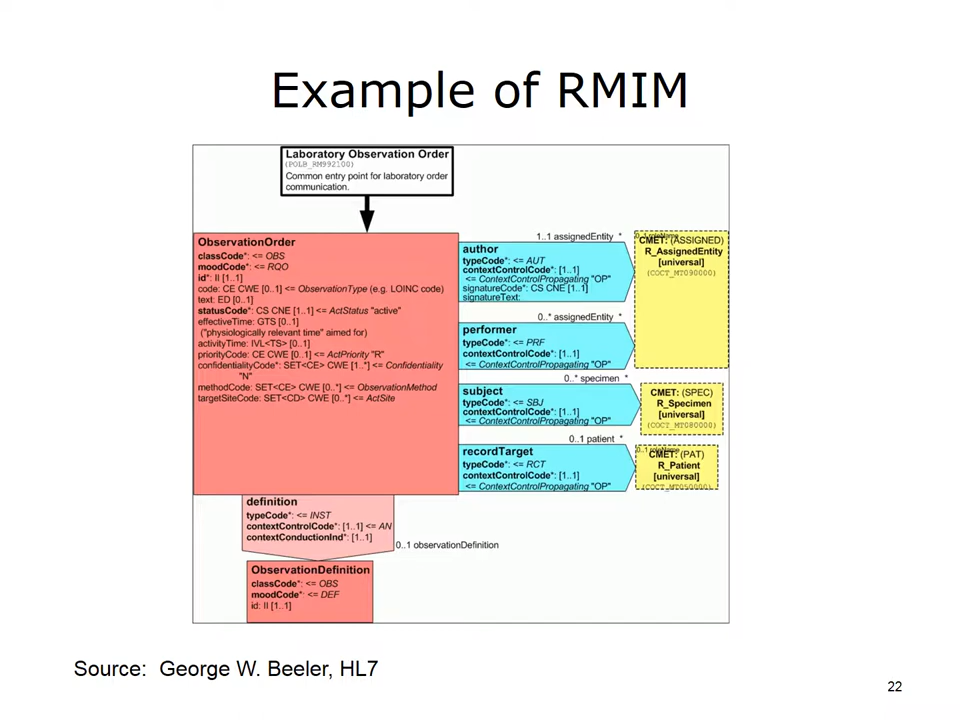 Example of RMIM
Laboratory Observation Order
(POLB_RM992100)
Common entry point for laboratory order
communication.
ObservationOrder
classCode*: <= OBS
moodCode*: <= RQO
id*: II [1..1]
code: CE CWE [0..1] <= ObservationType (e.g. LOINC code)
text: ED [0..1]
statusCode*: CS CNE [1..1] <= ActStatus "active"
effectiveTime: GTS [0..1]
("physiologically relevant time" aimed for)
activityTime: IVL<TS> [0..1]
priorityCode: CE CWE [0..1] <= ActPriority "R"
confidentialityCode*: SET<CE> CWE [1..*] <= Confidentiality
"N"
methodCode: SET<CE> CWE [0..*] <= ObservationMethod
targetSiteCode: SET<CD> CWE [0..*] <= ActSite
1..1 assignedEntity *
author
typeCode*: <= AUT
contextControlCode*: [1..1]
<= ContextControlPropagating "OP"
signatureCode*: CS CNE [1..1]
signatureText:
CMET: (ASSIGNED)
R_AssignedEntity
[universal]
(COCT_MT090000)
0..* assignedEntity *
performer
typeCode*: <= PRF
contextControlCode*: [1..1]
<= ContextControlPropagating "OP"
0..* specimen *
subject
typeCode*: <= SBJ
contextControlCode*: [1..1]
<= ContextControlPropagating "OP"
CMET: (SPEC)
R_Specimen
[universal]
(COCT_MT080000)
0..1 patient *
recordTarget
typeCode*: <= RCT
contextControlCode*: [1..1]
<= ContextControlPropagating "OP"
CMET: (PAT)
R_Patient
[universal]
(COCT_MT050000)
definition
typeCode*: <= INST
contextControlCode*: [1..1] <= AN
contextConductionInd*: [1..1]
0..1 observationDefinition
ObservationDefinition
classCode*: <= OBS
moodCode*: <= DEF
id: II [1..1]
Source: George W. Beeler, HL7
22